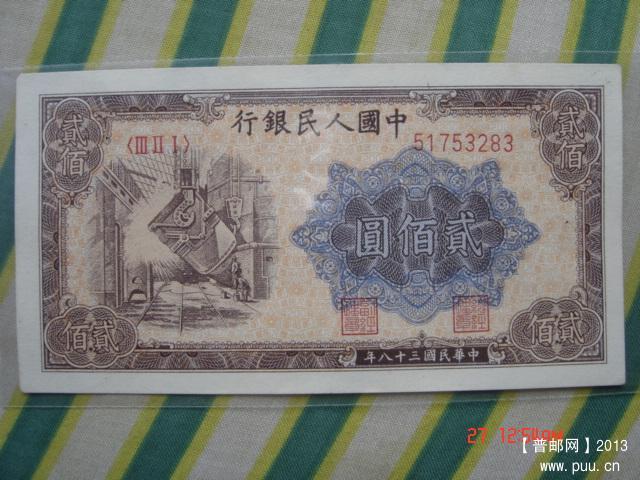 行銀民人國中
〈III II I〉
51753283
圓佰貳
貳佰
貳佰
佰貳
佰貳
年八十三國民華中
27 12:51
【普邮网】2013
www.puu.cn